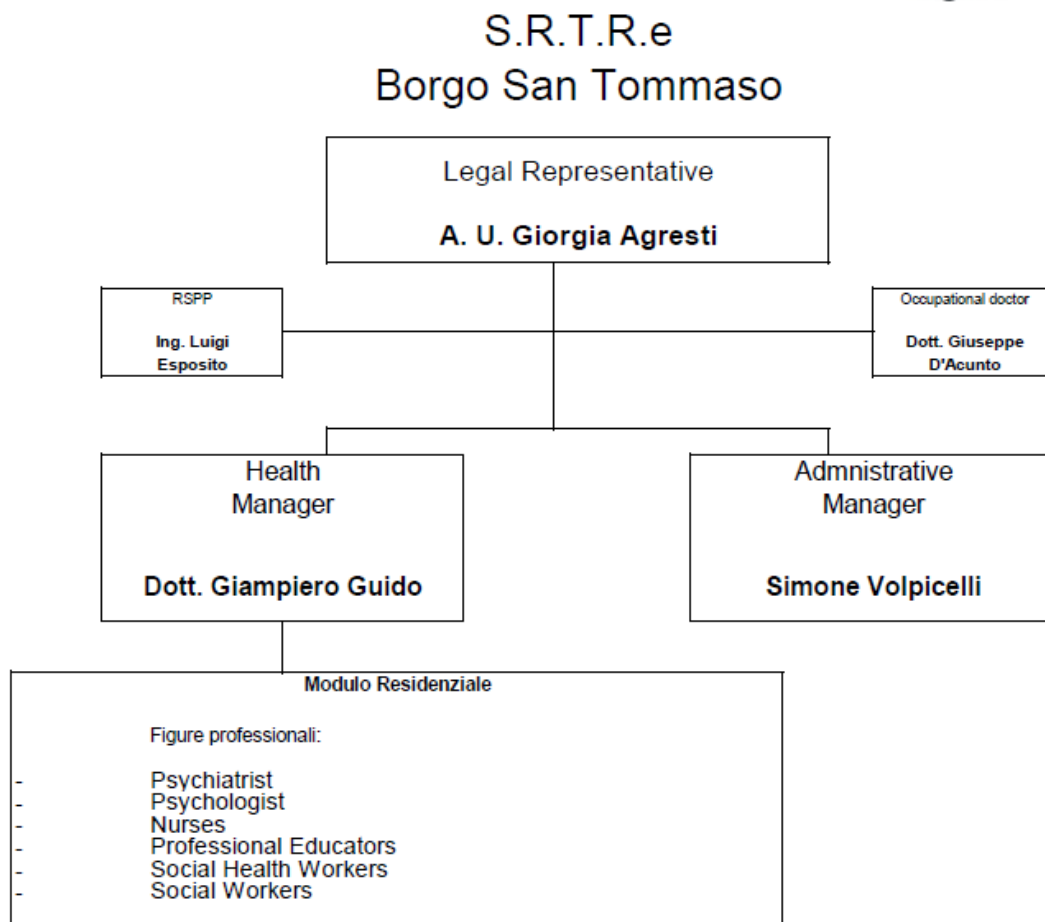 S.R.T.R.e
Borgo San Tommaso
Legal Representative
A. U. Giorgia Agresti
RSPP
Ing. Luigi
Esposito
Occupational doctor
Dott. Giuseppe
D'Acunto
Health
Manager
Dott. Giampiero Guido
Admnistrative
Manager
Simone Volpicelli
Modulo Residenziale
Figure professionali:
- Psychiatrist
- Psychologist
- Nurses
- Professional Educators
- Social Health Workers
- Social Workers